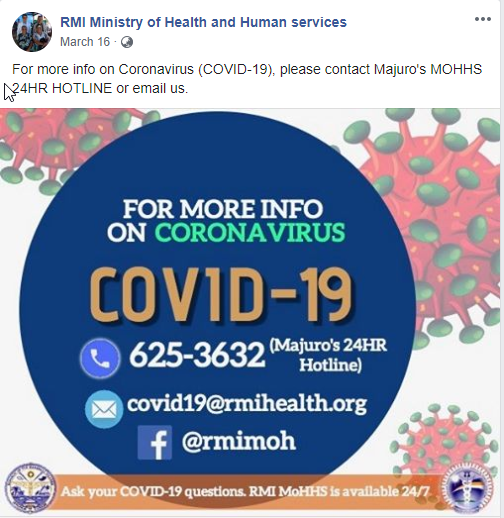 RMI Ministry of Health and Human services
March 16 ·
For more info on Coronavirus (COVID-19), please contact Majuro's MOHHS
24HR HOTLINE or email us.
FOR MORE INFO
ON CORONAVIRUS
COVID-19
625-3632 (Majuro's 24HR
Hotline)
covid19@rmihealth.org
@rmimoh
Ask your COVID-19 questions. RMI MoHHS is available 24/7